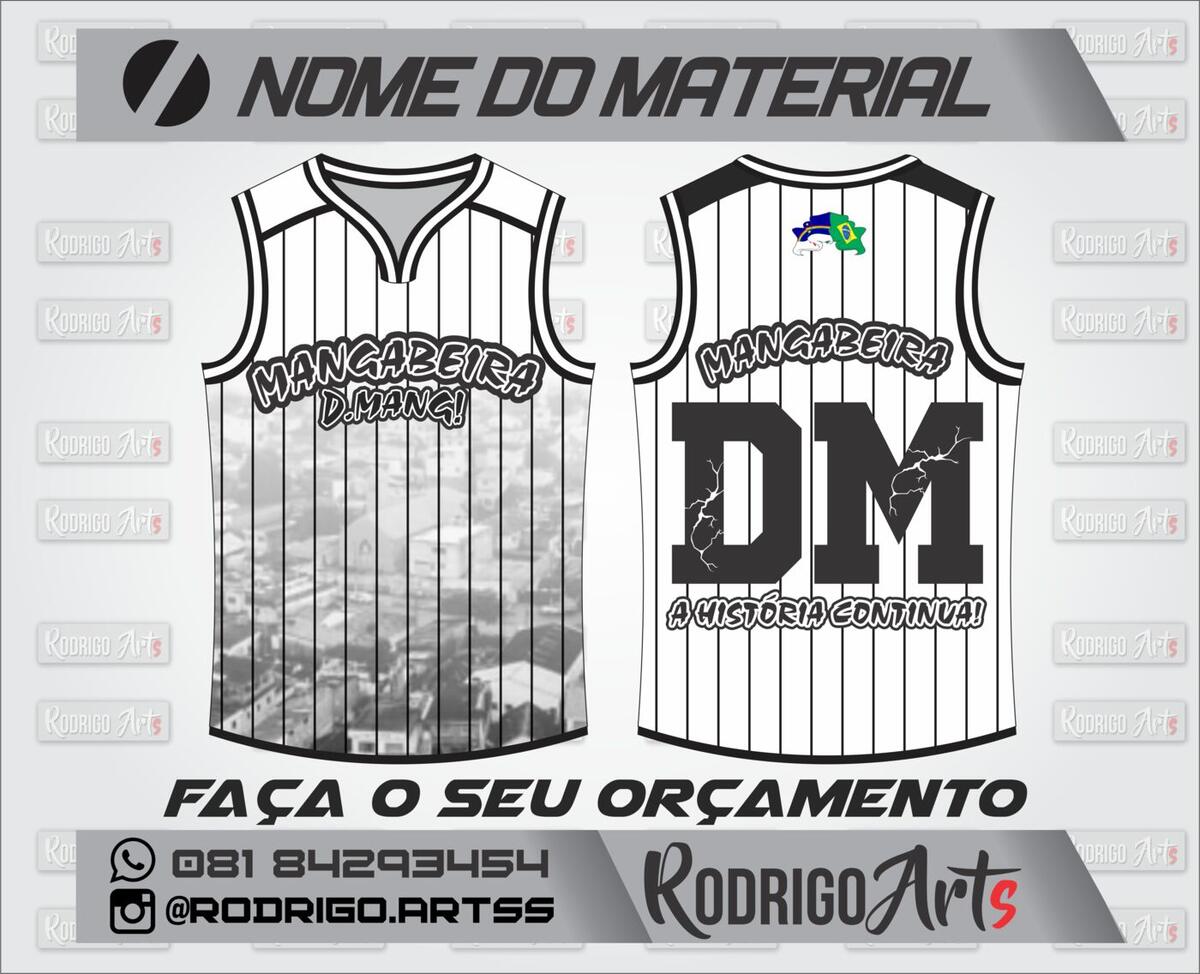 NOME DO MATERIAL
MANGABEIRA
D.MANG!
MANGABEIRA
DM
A HISTÓRIA CONTINUA!
FAÇA O SEU ORÇAMENTO
081 84293454
@RODRIGO.ARTSS
RODRIGO ARTs